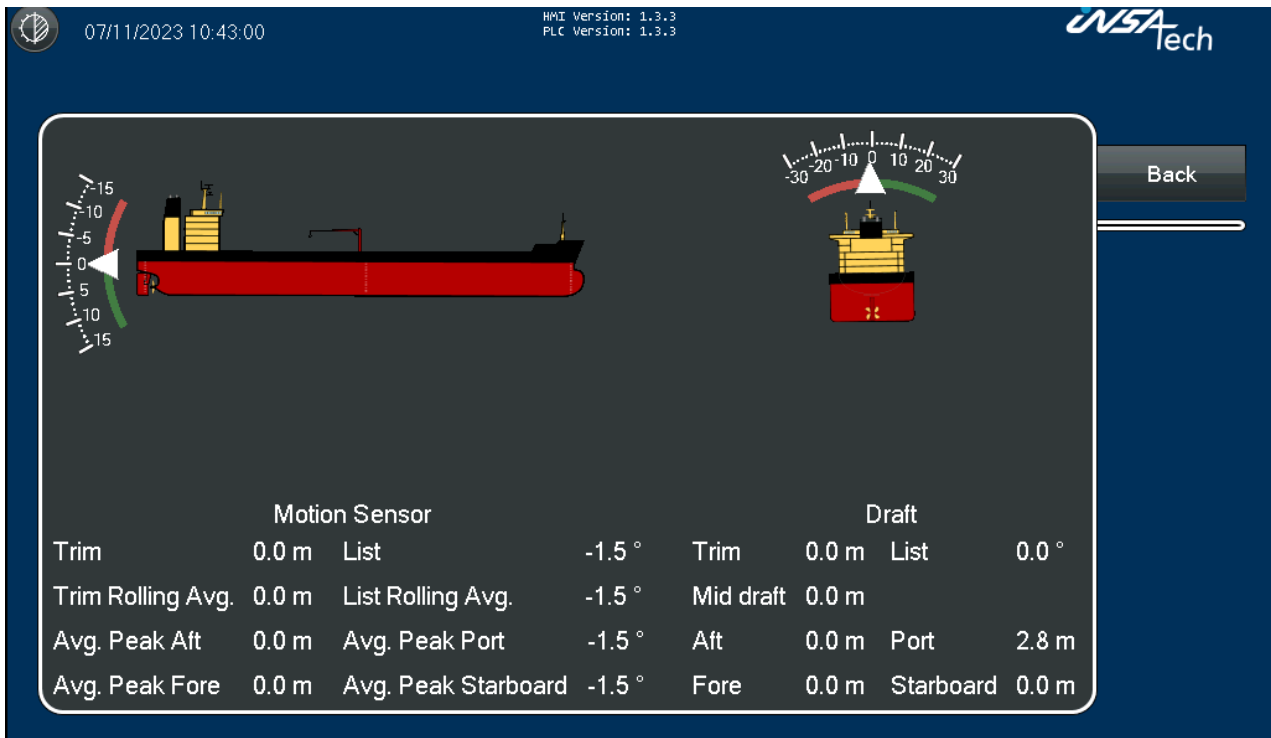 07/11/2023 10:43:00
HMI Version: 1.3.3
PLC Version: 1.3.3
iNSATech
Back
-15
-10
-5
0
5
10
15
-30 -20 -10 0 10 20 30
Motion Sensor
Draft
Trim 0.0 m List -1.5 ° Trim 0.0 m List 0.0 °
Trim Rolling Avg. 0.0 m List Rolling Avg. -1.5 ° Mid draft 0.0 m
Avg. Peak Aft 0.0 m Avg. Peak Port -1.5 ° Aft 0.0 m Port 2.8 m
Avg. Peak Fore 0.0 m Avg. Peak Starboard -1.5 ° Fore 0.0 m Starboard 0.0 m